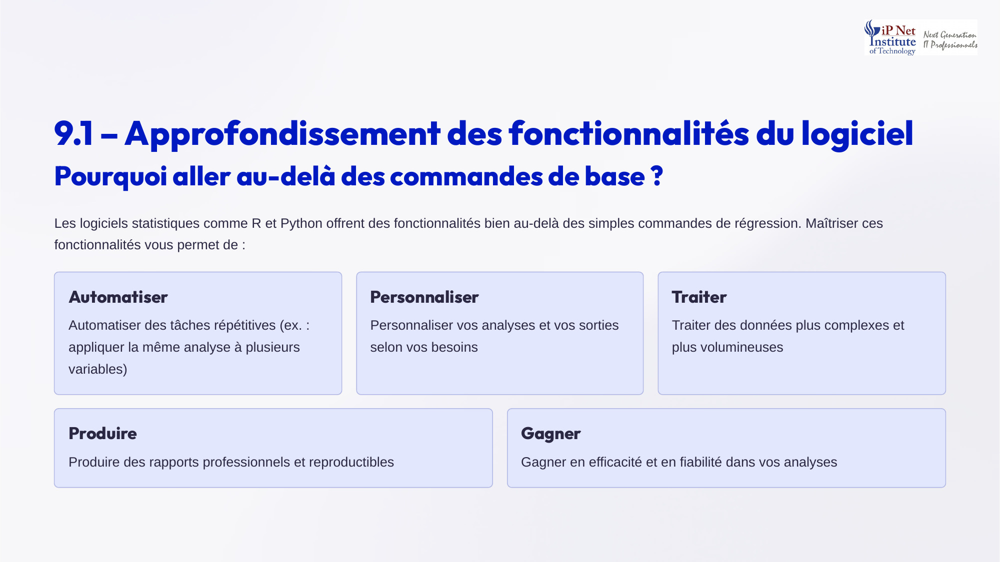 iP Net
Institute
of Technology
Next Generation
IT Professionnels
9.1 – Approfondissement des fonctionnalités du logiciel
Pourquoi aller au-delà des commandes de base ?
Les logiciels statistiques comme R et Python offrent des fonctionnalités bien au-delà des simples commandes de régression. Maîtriser ces
fonctionnalités vous permet de :
Automatiser
Automatiser des tâches répétitives (ex. :
appliquer la même analyse à plusieurs
variables)
Personnaliser
Personnaliser vos analyses et vos sorties
selon vos besoins
Traiter
Traiter des données plus complexes et
plus volumineuses
Produire
Produire des rapports professionnels et reproductibles
Gagner
Gagner en efficacité et en fiabilité dans vos analyses